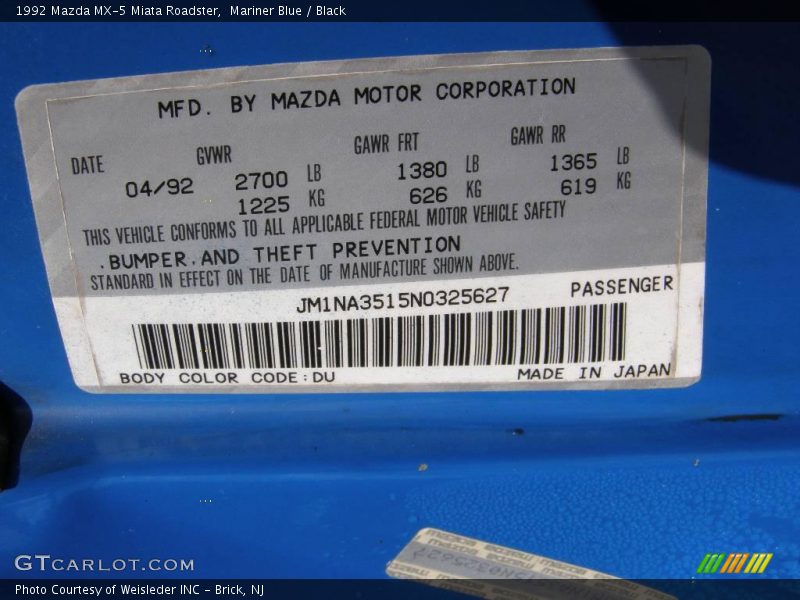 1992 Mazda MX-5 Miata Roadster,  Mariner Blue / Black
MFD. BY MAZDA MOTOR CORPORATION
DATE GVWR GAWR FRT GAWR RR
04/92 2700 LB 1380 LB 1365 LB
1225 KG 626 KG 619 KG
THIS VEHICLE CONFORMS TO ALL APPLICABLE FEDERAL MOTOR VEHICLE SAFETY
.BUMPER.AND THEFT PREVENTION
STANDARD IN EFFECT ON THE DATE OF MANUFACTURE SHOWN ABOVE.
JM1NA3515N0325627 PASSENGER
BODY COLOR CODE:DU MADE IN JAPAN
GTCARLOT.COM
Photo Courtesy of Weisleder INC - Brick, NJ